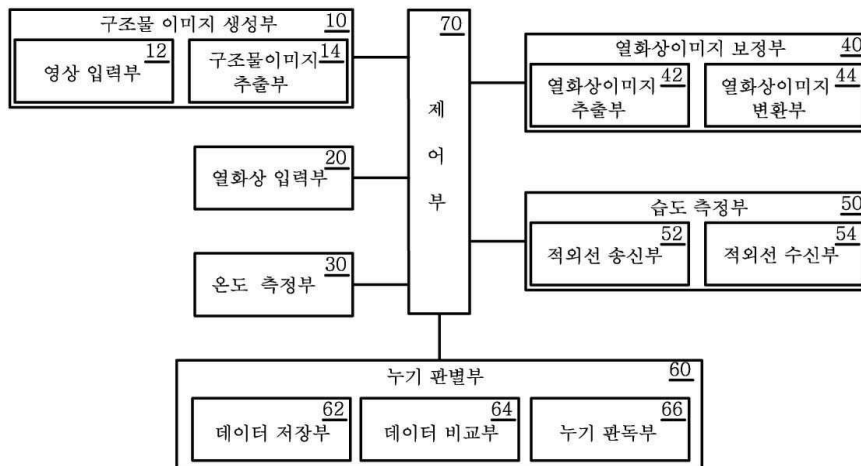 구조물 이미지 생성부 10
영상 입력부 12
구조물이미지 추출부 14
열화상 입력부 20
온도 측정부 30
제어부 70
열화상이미지 보정부 40
열화상이미지 추출부 42
열화상이미지 변환부 44
습도 측정부 50
적외선 송신부 52
적외선 수신부 54
누기 판별부 60
데이터 저장부 62
데이터 비교부 64
누기 판독부 66